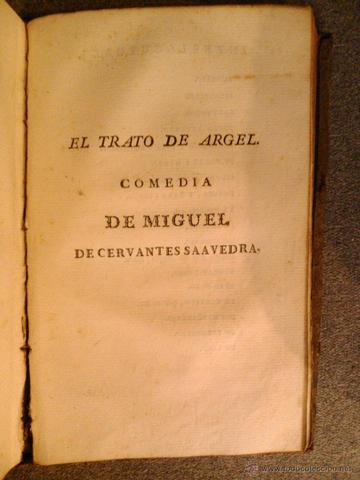 EL TRATO DE ARGEL.
COMEDIA
DE MIGUEL
DE CERVANTES SAAVEDRA.